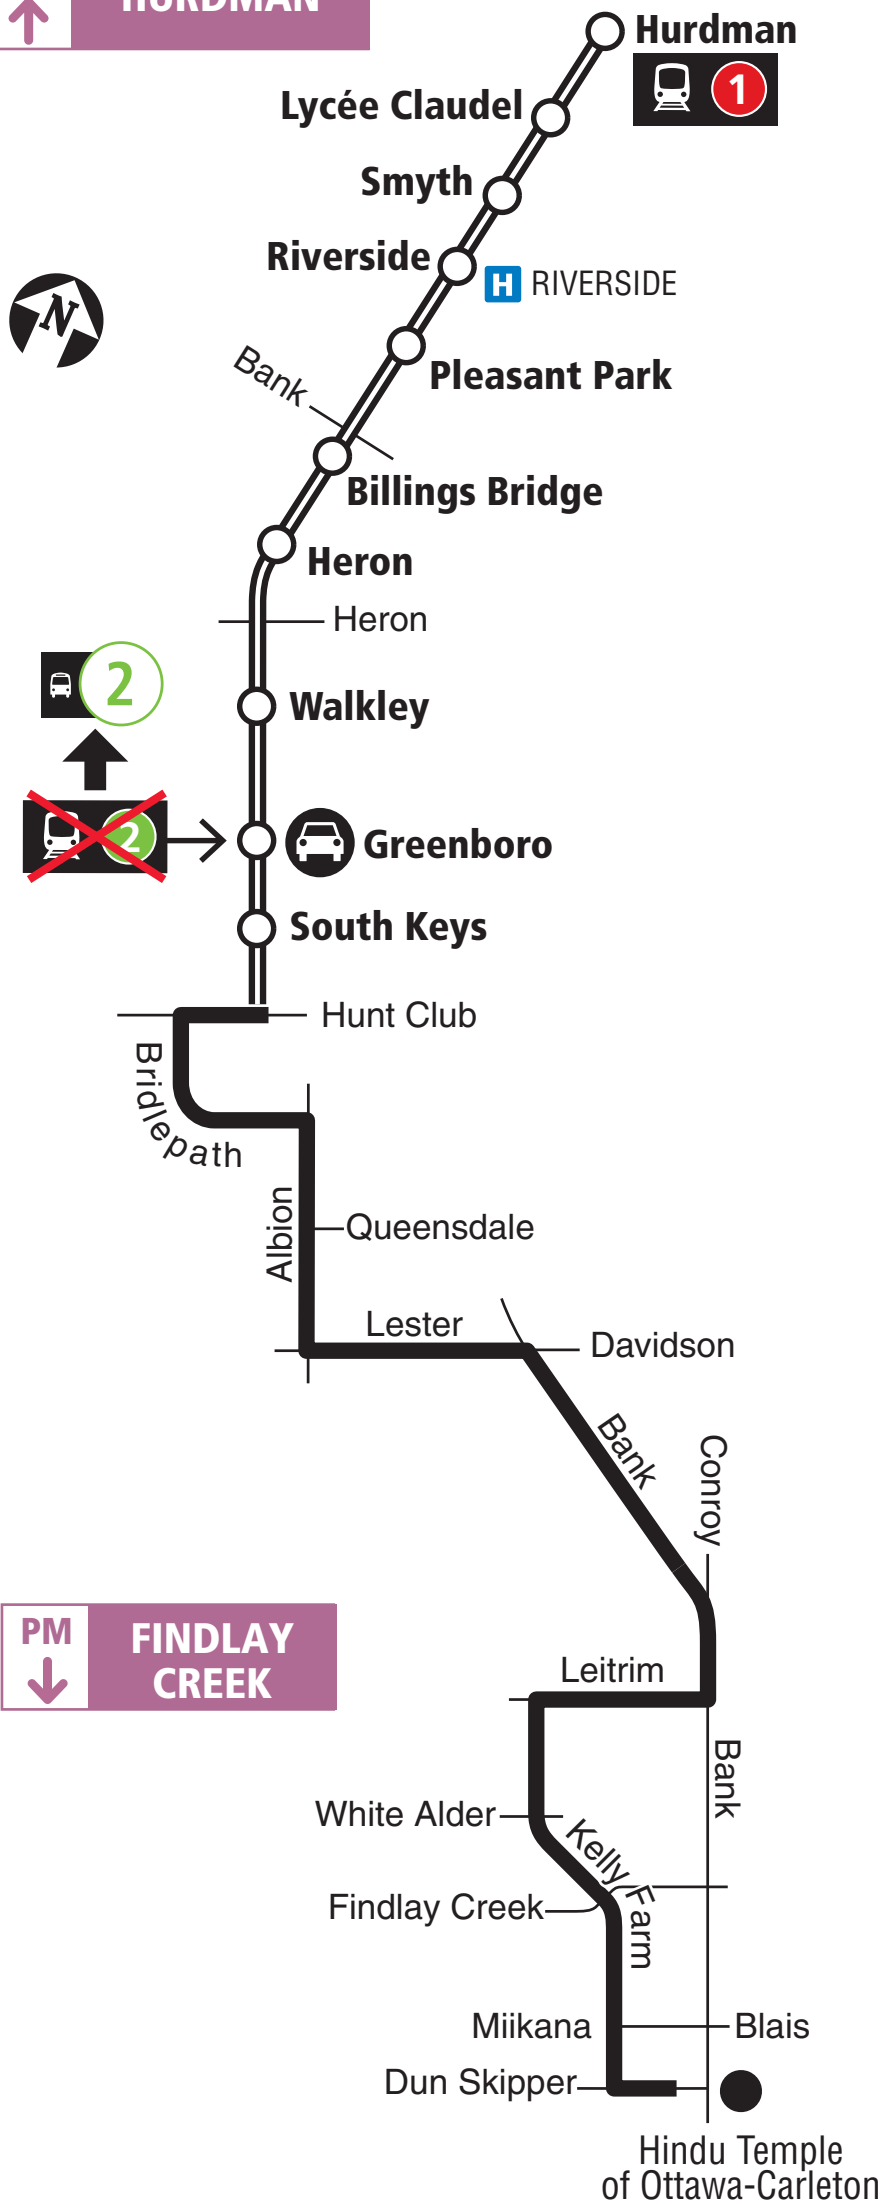 HURDMAN
Hurdman
1
Lycée Claudel
Smyth
Riverside
H RIVERSIDE
N
Bank
Pleasant Park
Billings Bridge
Heron
Heron
2
Walkley
2
Greenboro
South Keys
Hunt Club
Bridlepath
Albion
Queensdale
Lester
Davidson
Bank
Conroy
PM
FINDLAY
CREEK
Leitrim
Bank
White Alder
Kelly Farm
Findlay Creek
Miikana
Blais
Dun Skipper
Hindu Temple
of Ottawa-Carleton